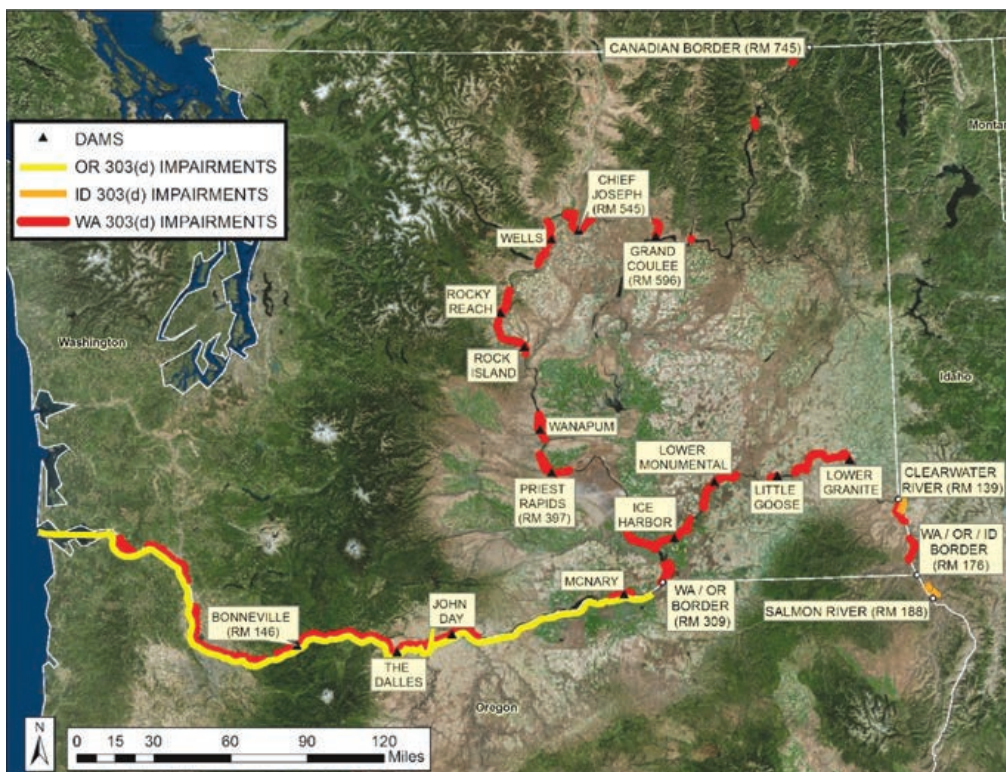 CANADIAN BORDER (RM 745)
Montan
DAMS
OR 303(d) IMPAIRMENTS
ID 303(d) IMPAIRMENTS
WA 303(d) IMPAIRMENTS
CHIEF
JOSEPH
(RM 545)
WELLS
GRAND
COULEE
(RM 596)
ROCKY
REACH
Washington
ROCK
ISLAND
Idaho
WANAPUM
LOWER
MONUMENTAL
PRIEST
RAPIDS
(RM 397)
ICE
HARBOR
LITTLE
GOOSE
LOWER
GRANITE
CLEARWATER
RIVER (RM 139)
WA / OR / ID
BORDER
(RM 176)
MCNARY
WA / OR
BORDER
(RM 309)
SALMON RIVER (RM 188)
JOHN
DAY
BONNEVILLE
(RM 146)
THE
DALLES
Oregon
N
0 15 30 60 90 120
Miles